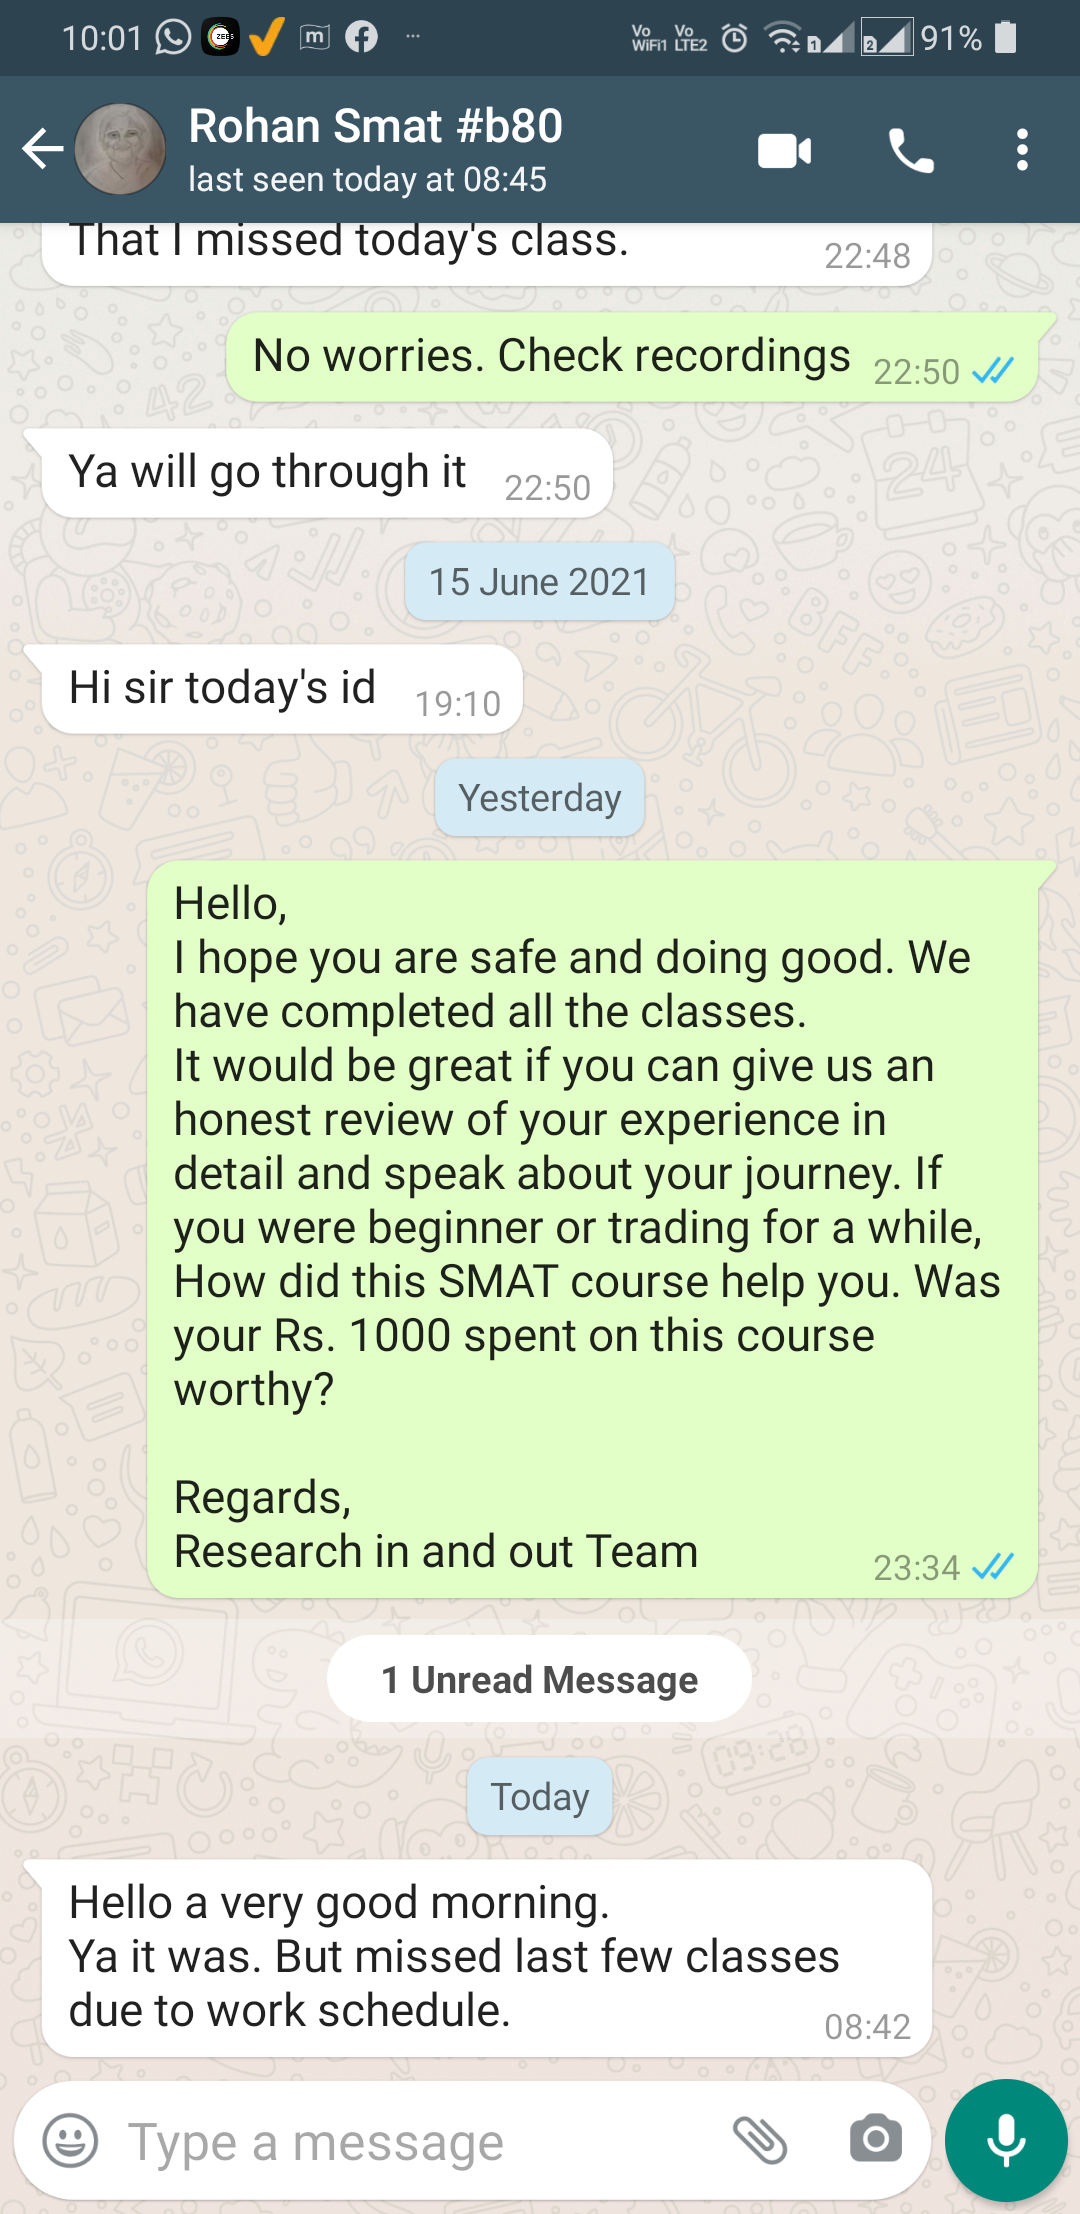 10:01 ZEE5 m Vo WiFi1 Vo LTE2 1 2 91%
Rohan Smat #b80
last seen today at 08:45
That I missed today's class.
22:48
No worries. Check recordings 22:50
Ya will go through it 22:50
15 June 2021
Hi sir today's id 19:10
Yesterday
Hello,
I hope you are safe and doing good. We
have completed all the classes.
It would be great if you can give us an
honest review of your experience in
detail and speak about your journey. If
you were beginner or trading for a while,
How did this SMAT course help you. Was
your Rs. 1000 spent on this course
worthy?
Regards,
Research in and out Team 23:34
1 Unread Message
Today
Hello a very good morning.
Ya it was. But missed last few classes
due to work schedule. 08:42
Type a message